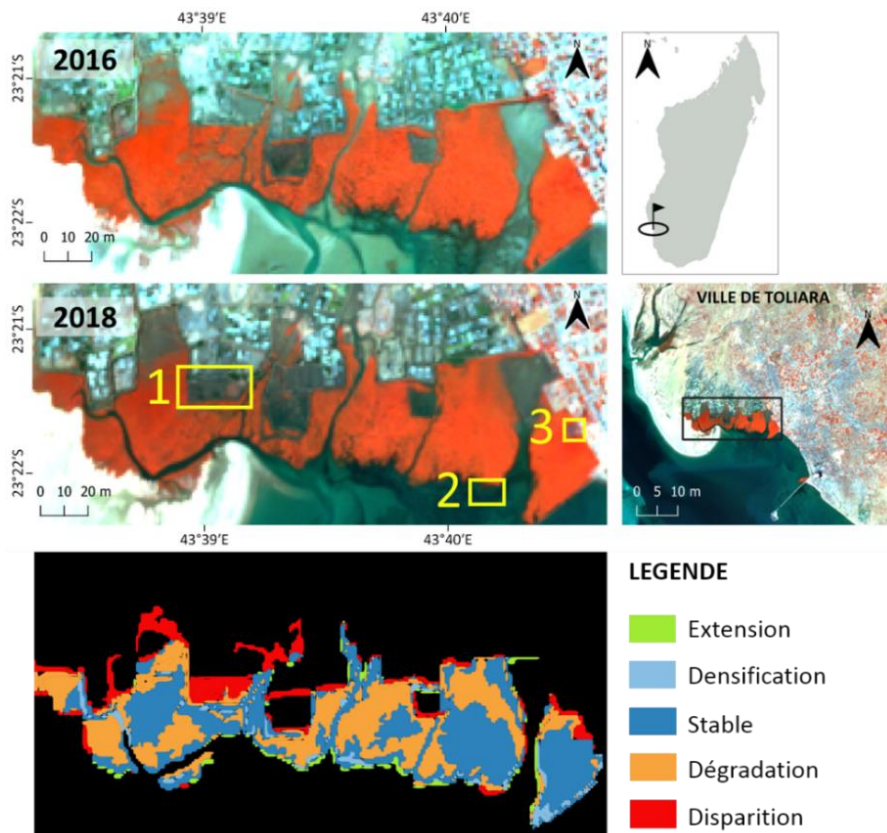 43°39'E
43°40'E
2016
N
23°21'S
23°22'S
0 10 20 m
N
2018
N
23°21'S
23°22'S
1
2
3
0 10 20 m
43°39'E
43°40'E
VILLE DE TOLIARA
N
0 5 10 m
LEGENDE
Extension
Densification
Stable
Dégradation
Disparition